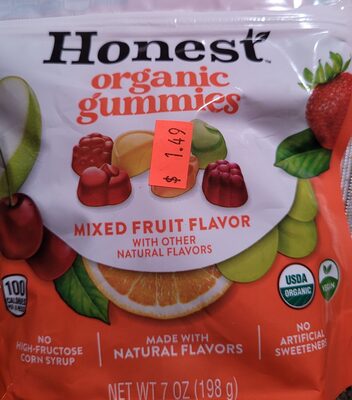 Honest
organic
gummies
$ 1.49
MIXED FRUIT FLAVOR
WITH OTHER
NATURAL FLAVORS
100
CALORIES
USDA
ORGANIC
VEGAN
NO
HIGH-FRUCTOSE
CORN SYRUP
MADE WITH
NATURAL FLAVORS
NO
ARTIFICIAL
SWEETENERS
NET WT 7 OZ (198 g)